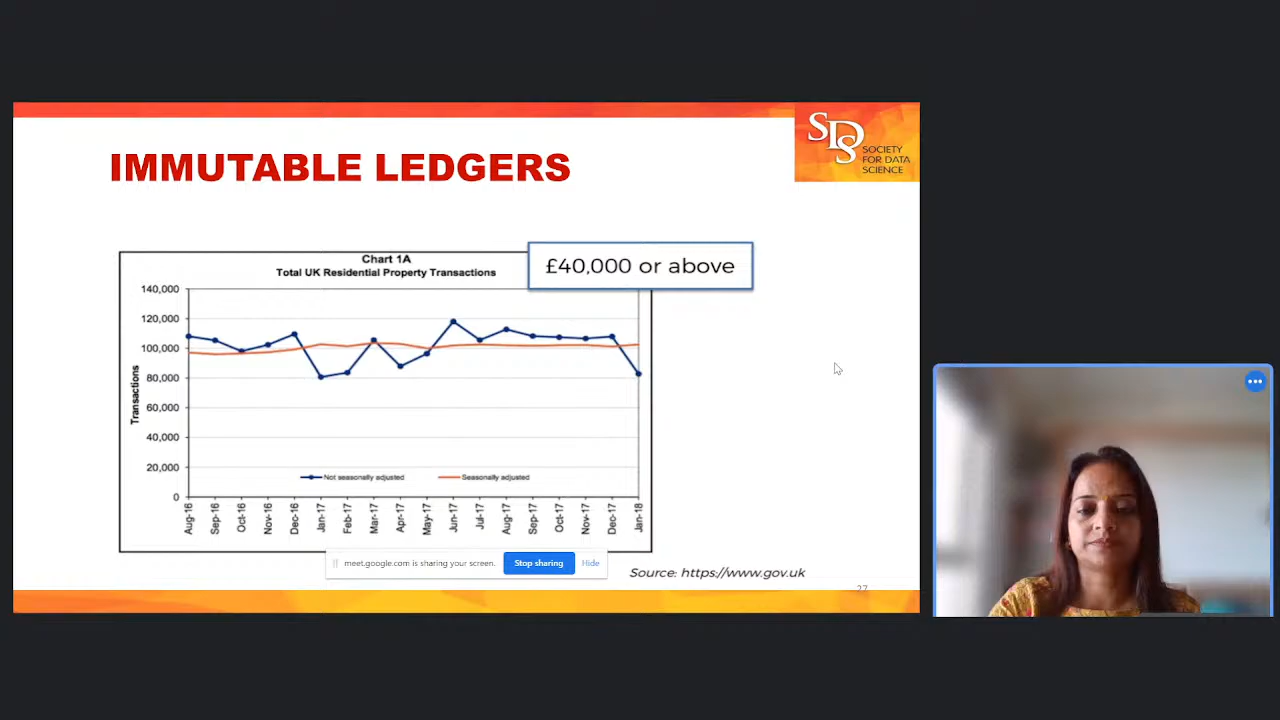 IMMUTABLE LEDGERS
SDS
SOCIETY
FOR DATA
SCIENCE
Chart 1A
Total UK Residential Property Transactions
£40,000 or above
140,000
120,000
100,000
80,000
60,000
40,000
20,000
0
Transactions
Not seasonally adjusted
Seasonally adjusted
Aug-16
Sep-16
Oct-16
Nov-16
Dec-16
Jan-17
Feb-17
Mar-17
Apr-17
May-17
Jun-17
Jul-17
Aug-17
Sep-17
Oct-17
Nov-17
Dec-17
Jan-18
meet.google.com is sharing your screen.
Stop sharing
Hide
Source: https://www.gov.uk
27